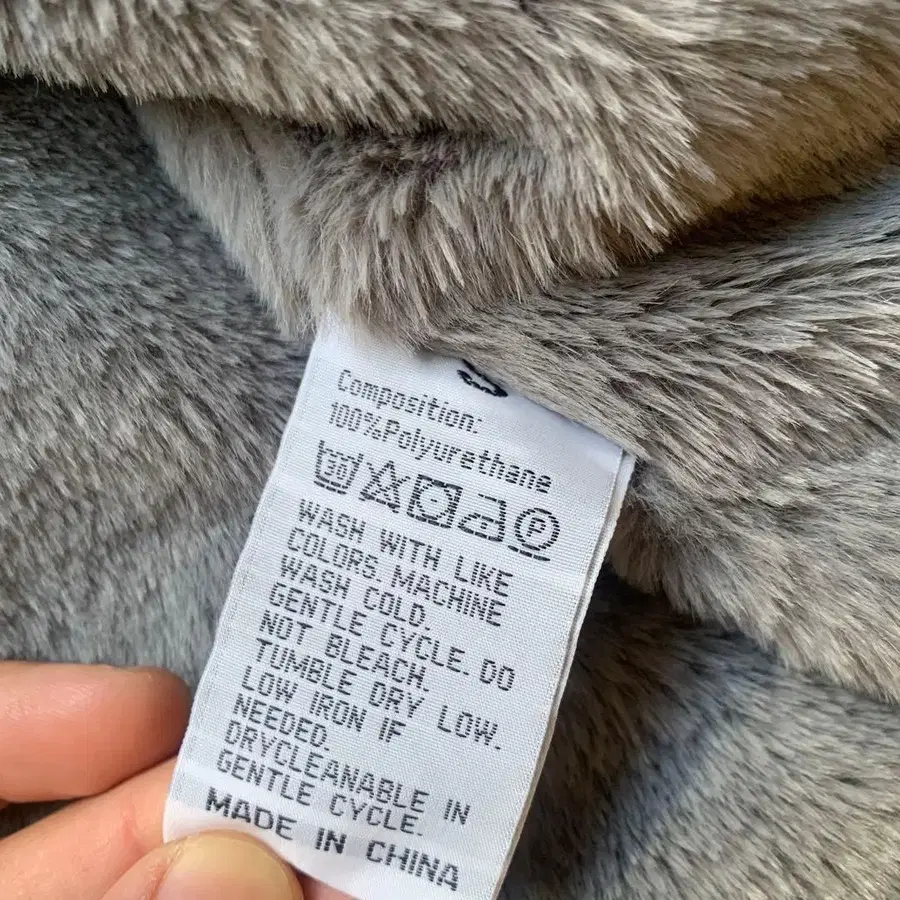 Composition:
100%Polyurethane
30 P
WASH WITH LIKE
COLORS. MACHINE
WASH COLD.
GENTLE CYCLE. DO
NOT BLEACH.
TUMBLE DRY LOW.
LOW IRON IF
NEEDED.
DRYCLEANABLE IN
GENTLE CYCLE.
MADE IN CHINA